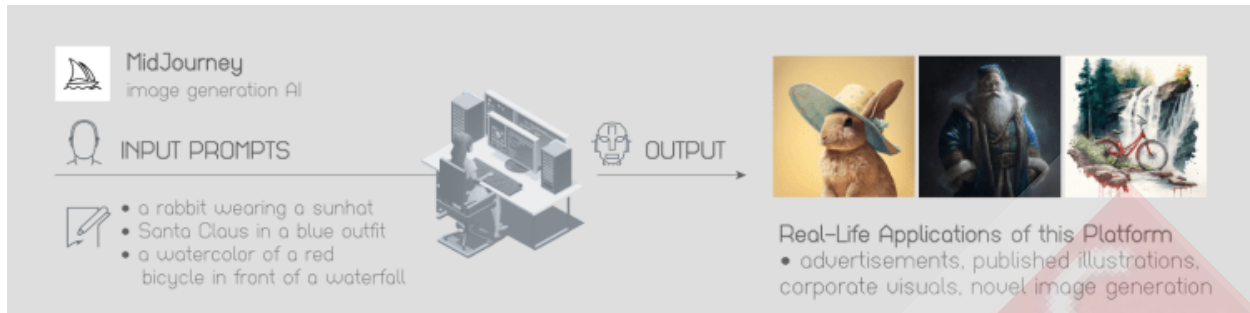 MidJourney
image generation AI
INPUT PROMPTS
• a rabbit wearing a sunhat
• Santa Claus in a blue outfit
• a watercolor of a red
bicycle in front of a waterfall
OUTPUT
Real-Life Applications of this Platform
• advertisements, published illustrations,
corporate visuals, novel image generation